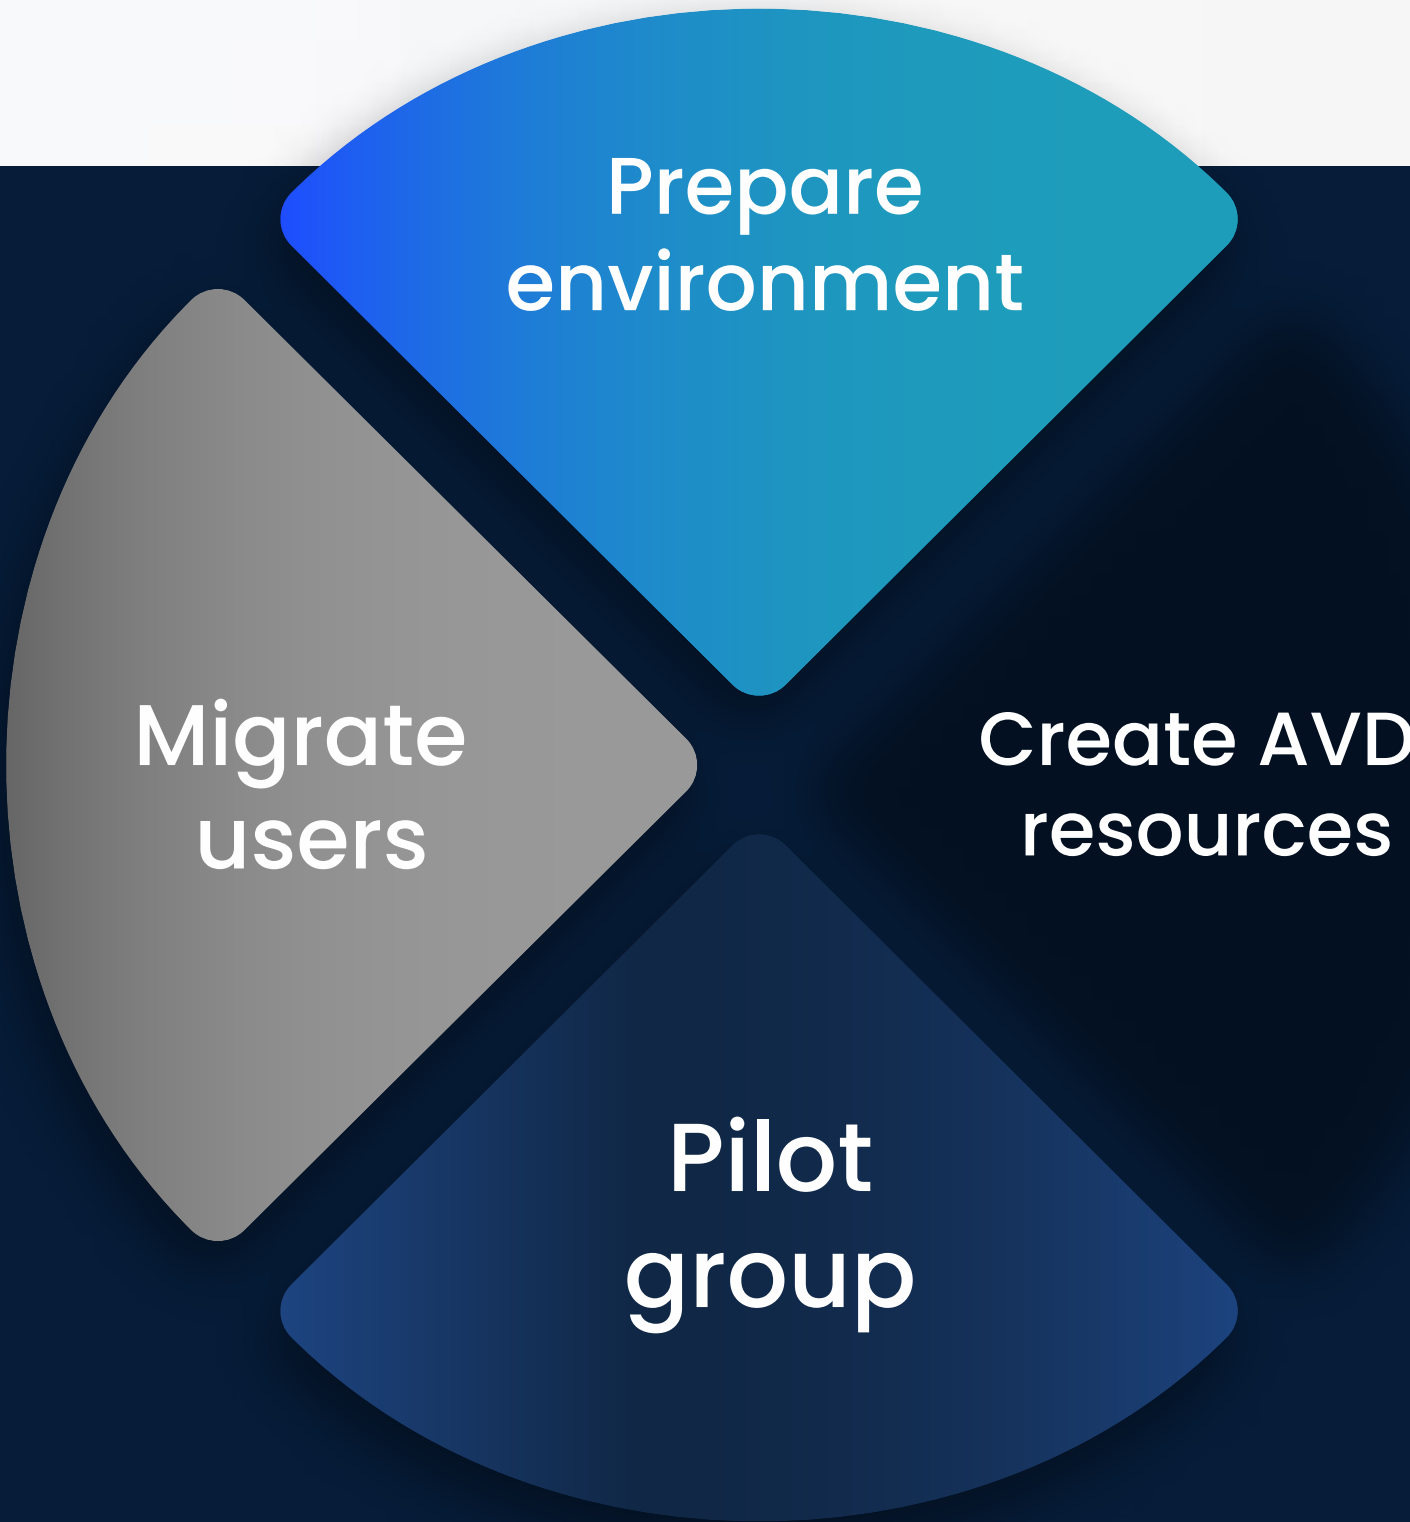 Prepare
environment
Create AVD
resources
Pilot
group
Migrate
users